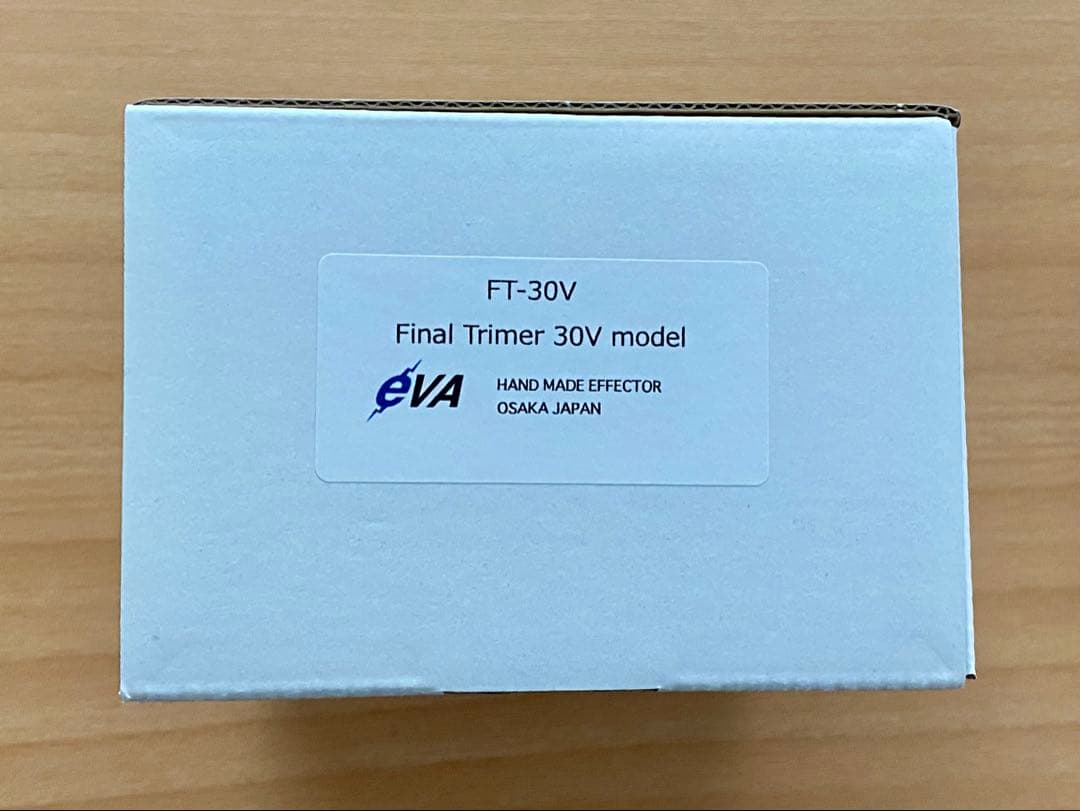 FT-30V
Final Trimer 30V model
eVA
HAND MADE EFFECTOR
OSAKA JAPAN